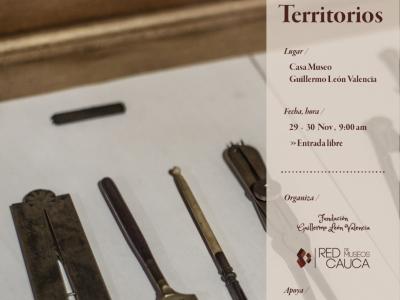 Territorios
Lugar /
Casa Museo
Guillermo León Valencia
Fecha, hora /
29 - 30 Nov, 9:00 am
» Entrada libre
Organiza /
Fundación
Guillermo León Valencia
RED DE MUSEOS
CAUCA
Apoya /